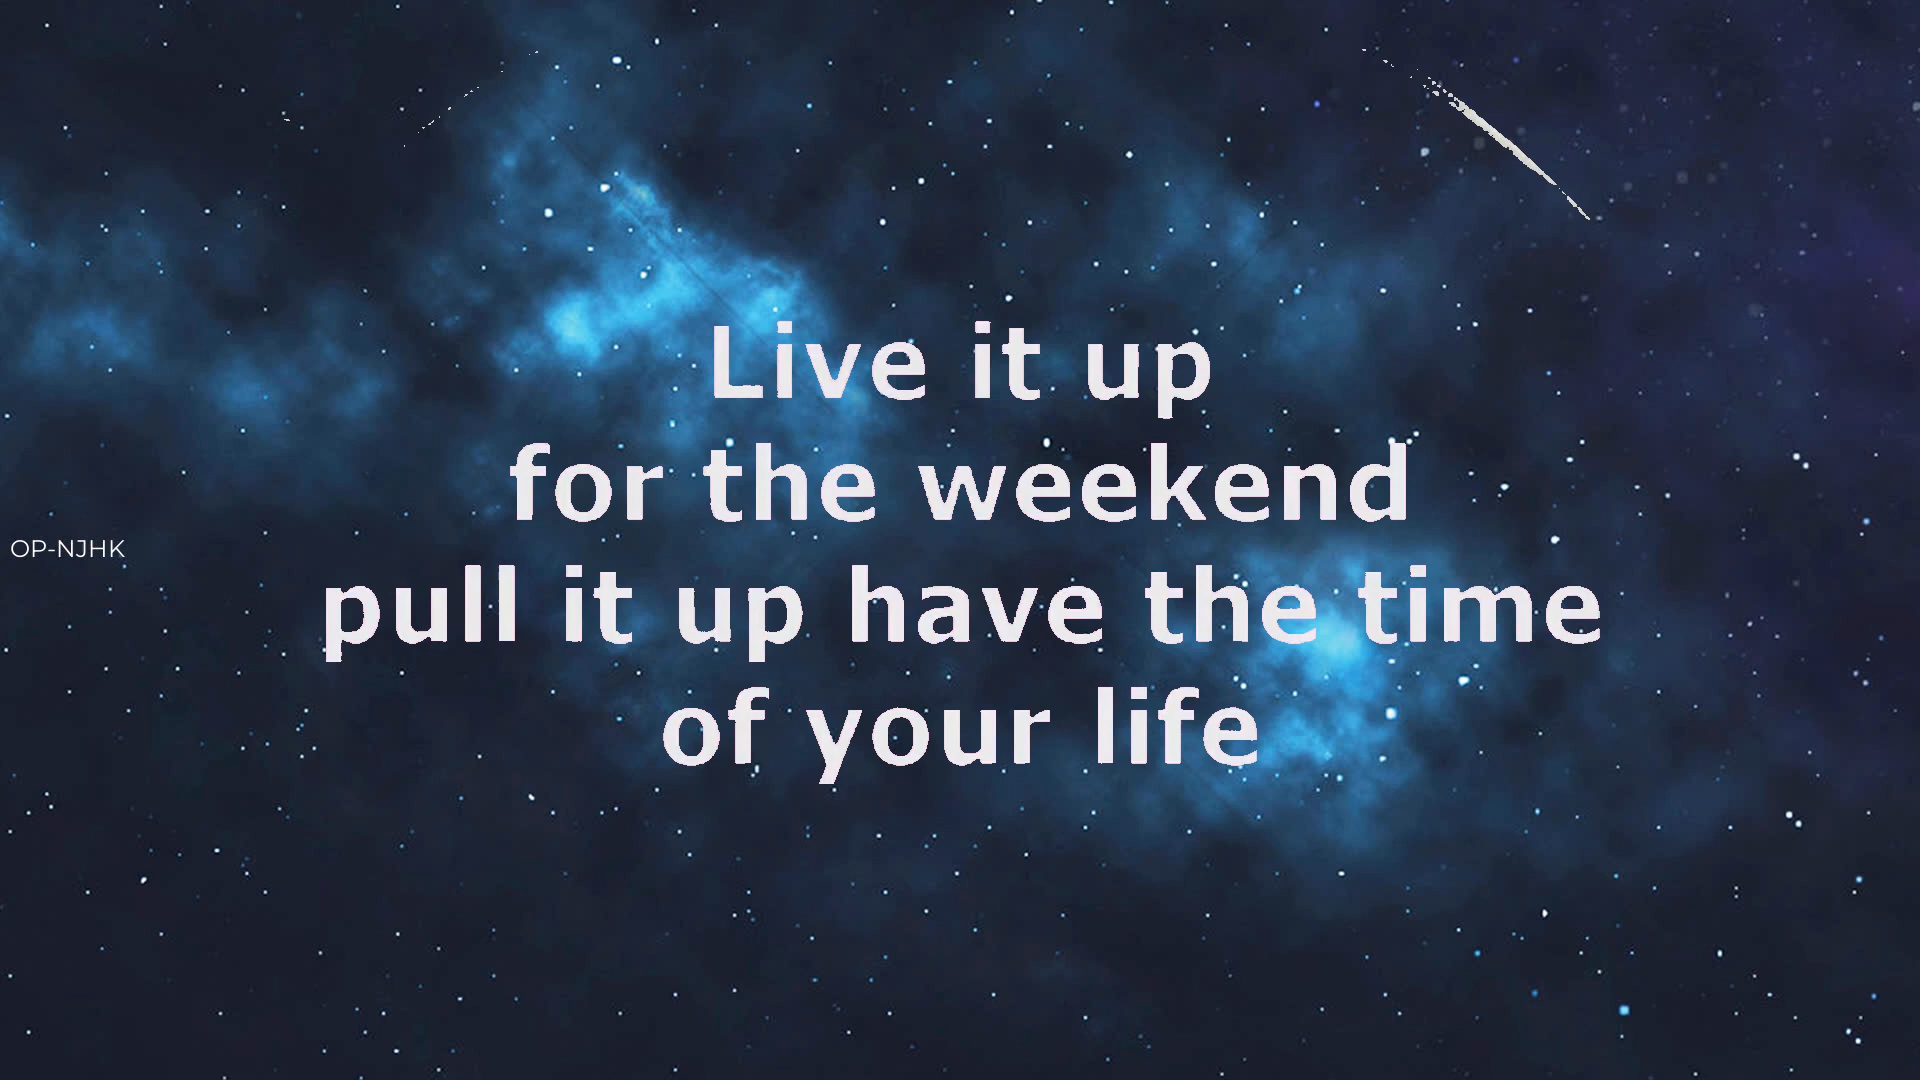 Live it up
for the weekend
OP-NJHK
pull it up have the time
of your life